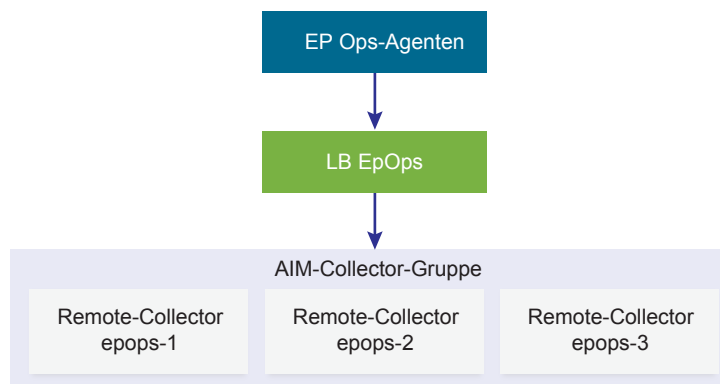 EP Ops-Agenten
LB EpOps
AIM-Collector-Gruppe
Remote-Collector
epops-1
Remote-Collector
epops-2
Remote-Collector
epops-3